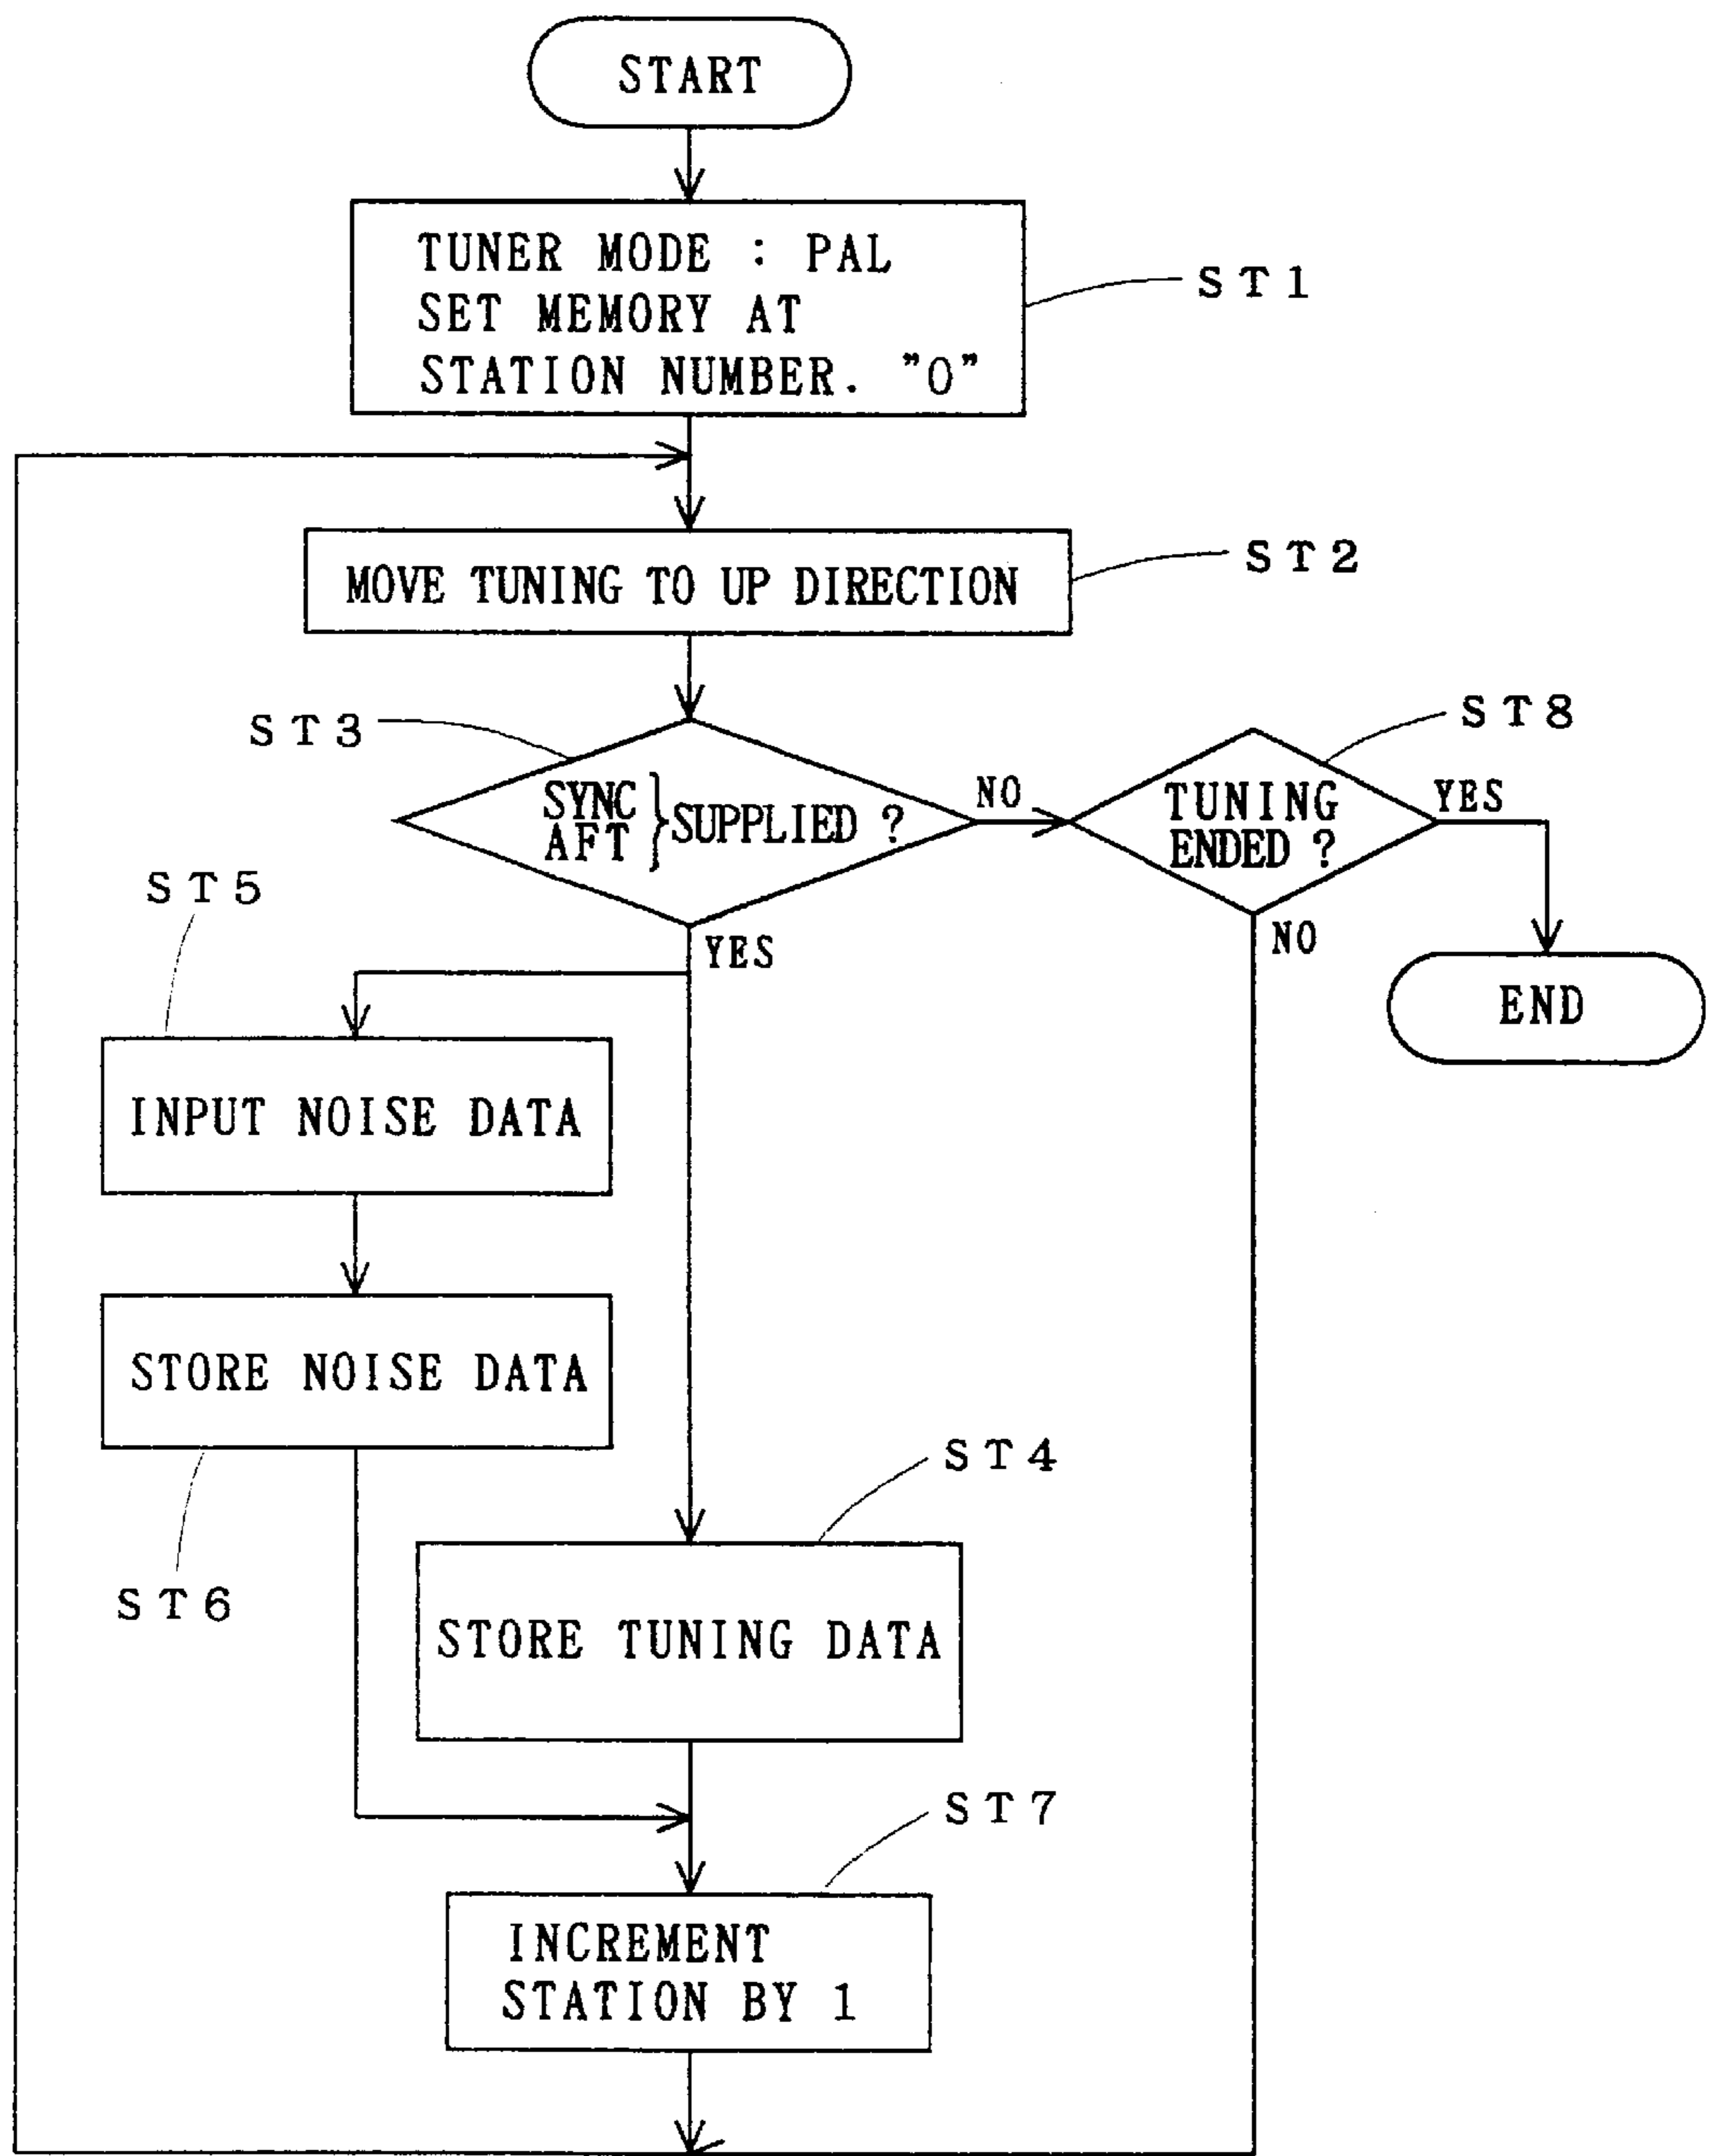 START
TUNER MODE : PAL
SET MEMORY AT
STATION NUMBER. "0"
ST1
MOVE TUNING TO UP DIRECTION
ST2
ST3
SYNC
AFT
} SUPPLIED ?
NO
ST8
TUNING
ENDED ?
YES
YES
NO
END
ST5
INPUT NOISE DATA
STORE NOISE DATA
ST6
ST4
STORE TUNING DATA
ST7
INCREMENT
STATION BY 1